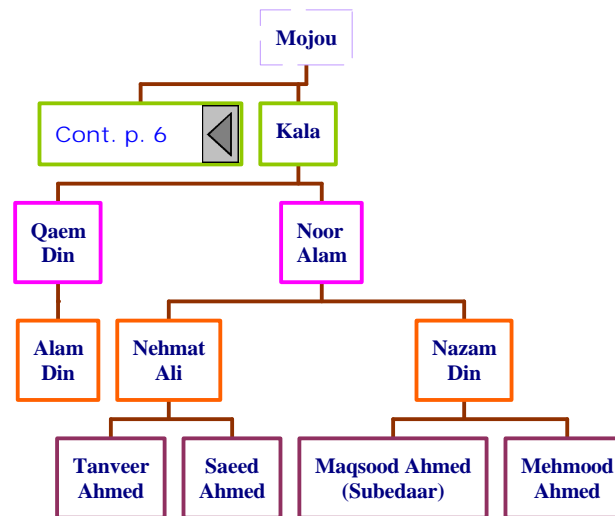 Mojou
Cont. p. 6
Kala
Qaem
Din
Noor
Alam
Alam
Din
Nehmat
Ali
Nazam
Din
Tanveer
Ahmed
Saeed
Ahmed
Maqsood Ahmed
(Subedaar)
Mehmood
Ahmed